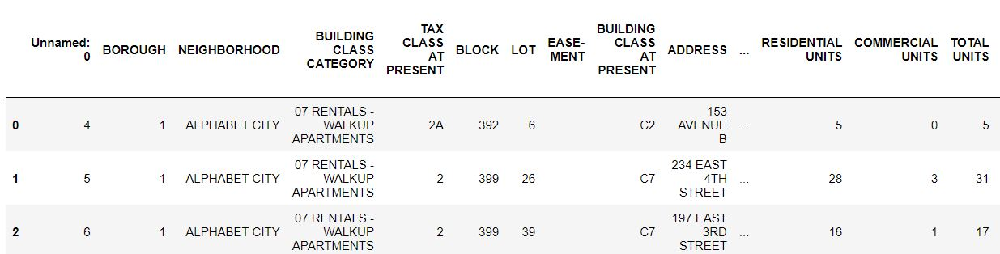 Unnamed: 0 BOROUGH NEIGHBORHOOD BUILDING CLASS CATEGORY TAX CLASS AT PRESENT BLOCK LOT EASE-MENT BUILDING CLASS AT PRESENT ADDRESS ... RESIDENTIAL UNITS COMMERCIAL UNITS TOTAL UNITS
0 4 1 ALPHABET CITY 07 RENTALS - WALKUP APARTMENTS 2A 392 6 C2 153 AVENUE B ... 5 0 5
1 5 1 ALPHABET CITY 07 RENTALS - WALKUP APARTMENTS 2 399 26 C7 234 EAST 4TH STREET ... 28 3 31
2 6 1 ALPHABET CITY 07 RENTALS - WALKUP APARTMENTS 2 399 39 C7 197 EAST 3RD STREET ... 16 1 17